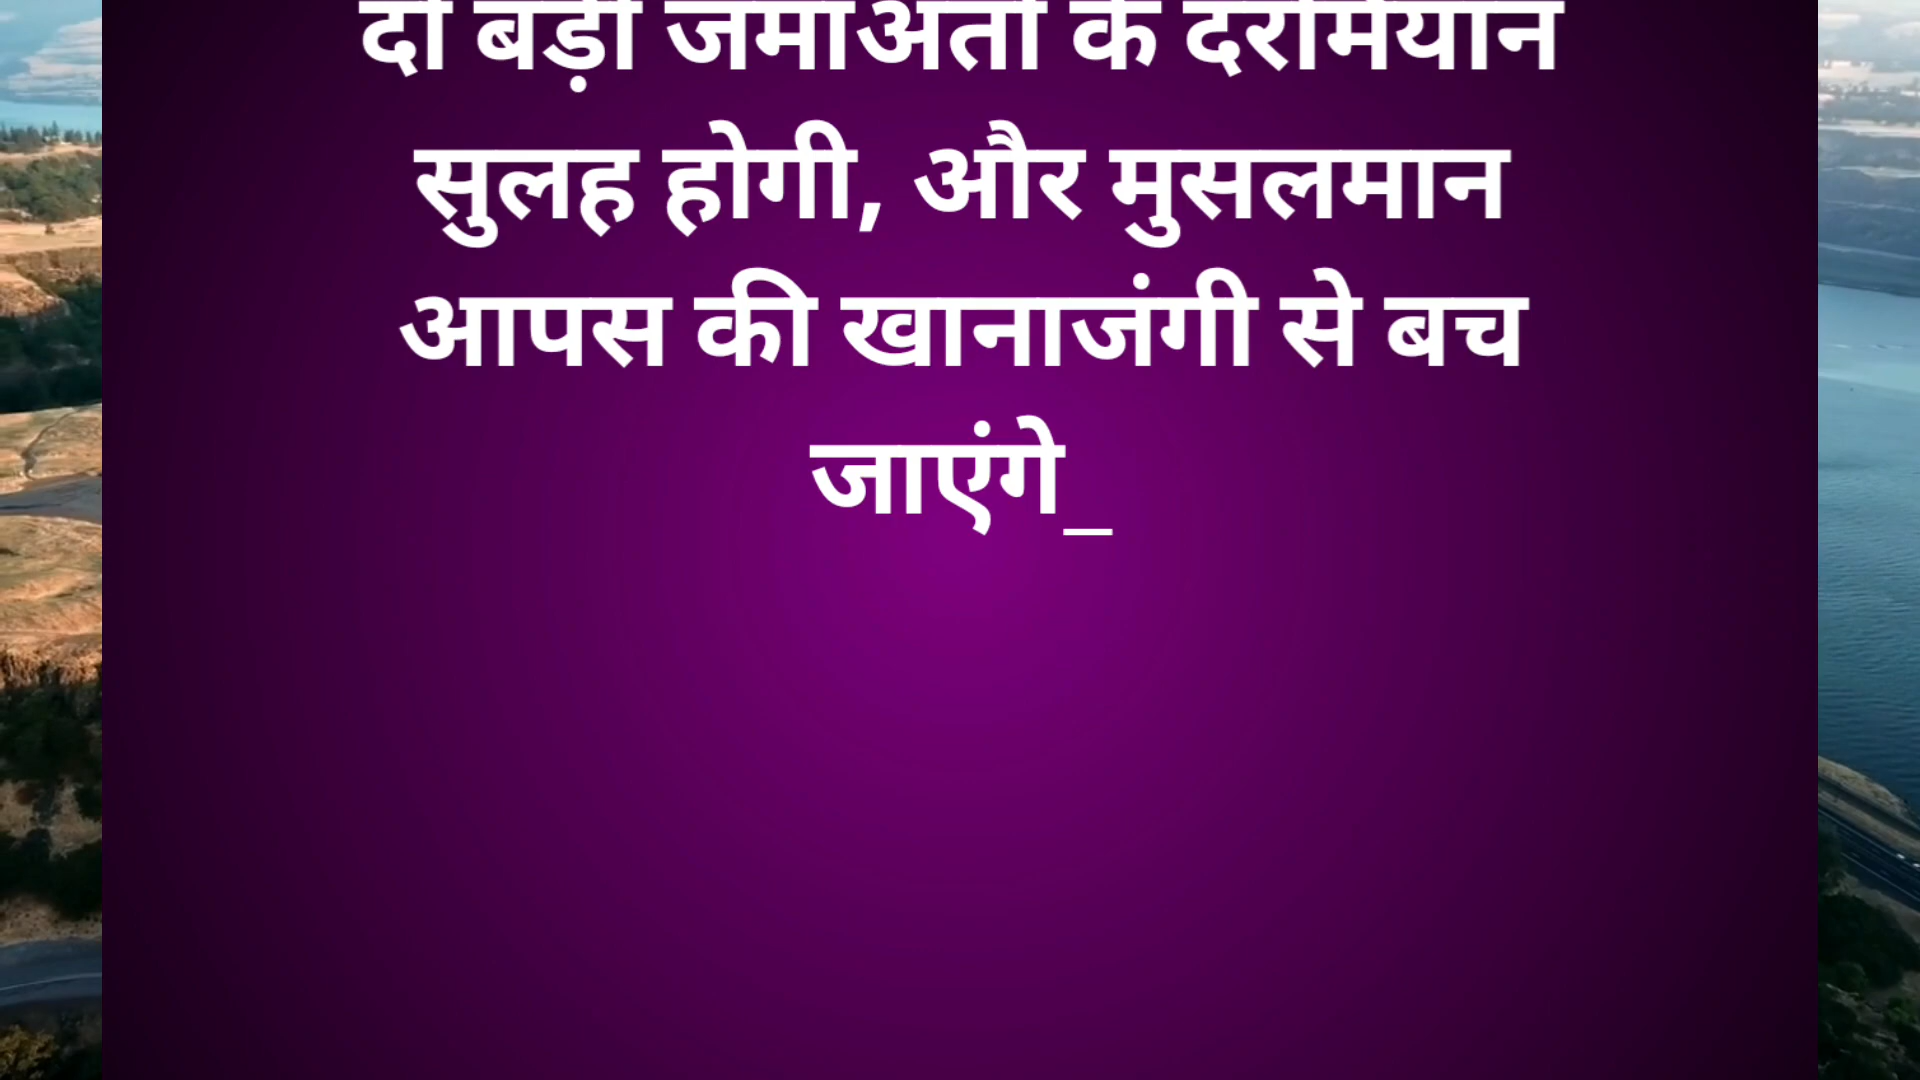 दो बड़ी जमाअतों के दरमियान
सुलह होगी, और मुसलमान
आपस की खानाजंगी से बच
जाएंगे_